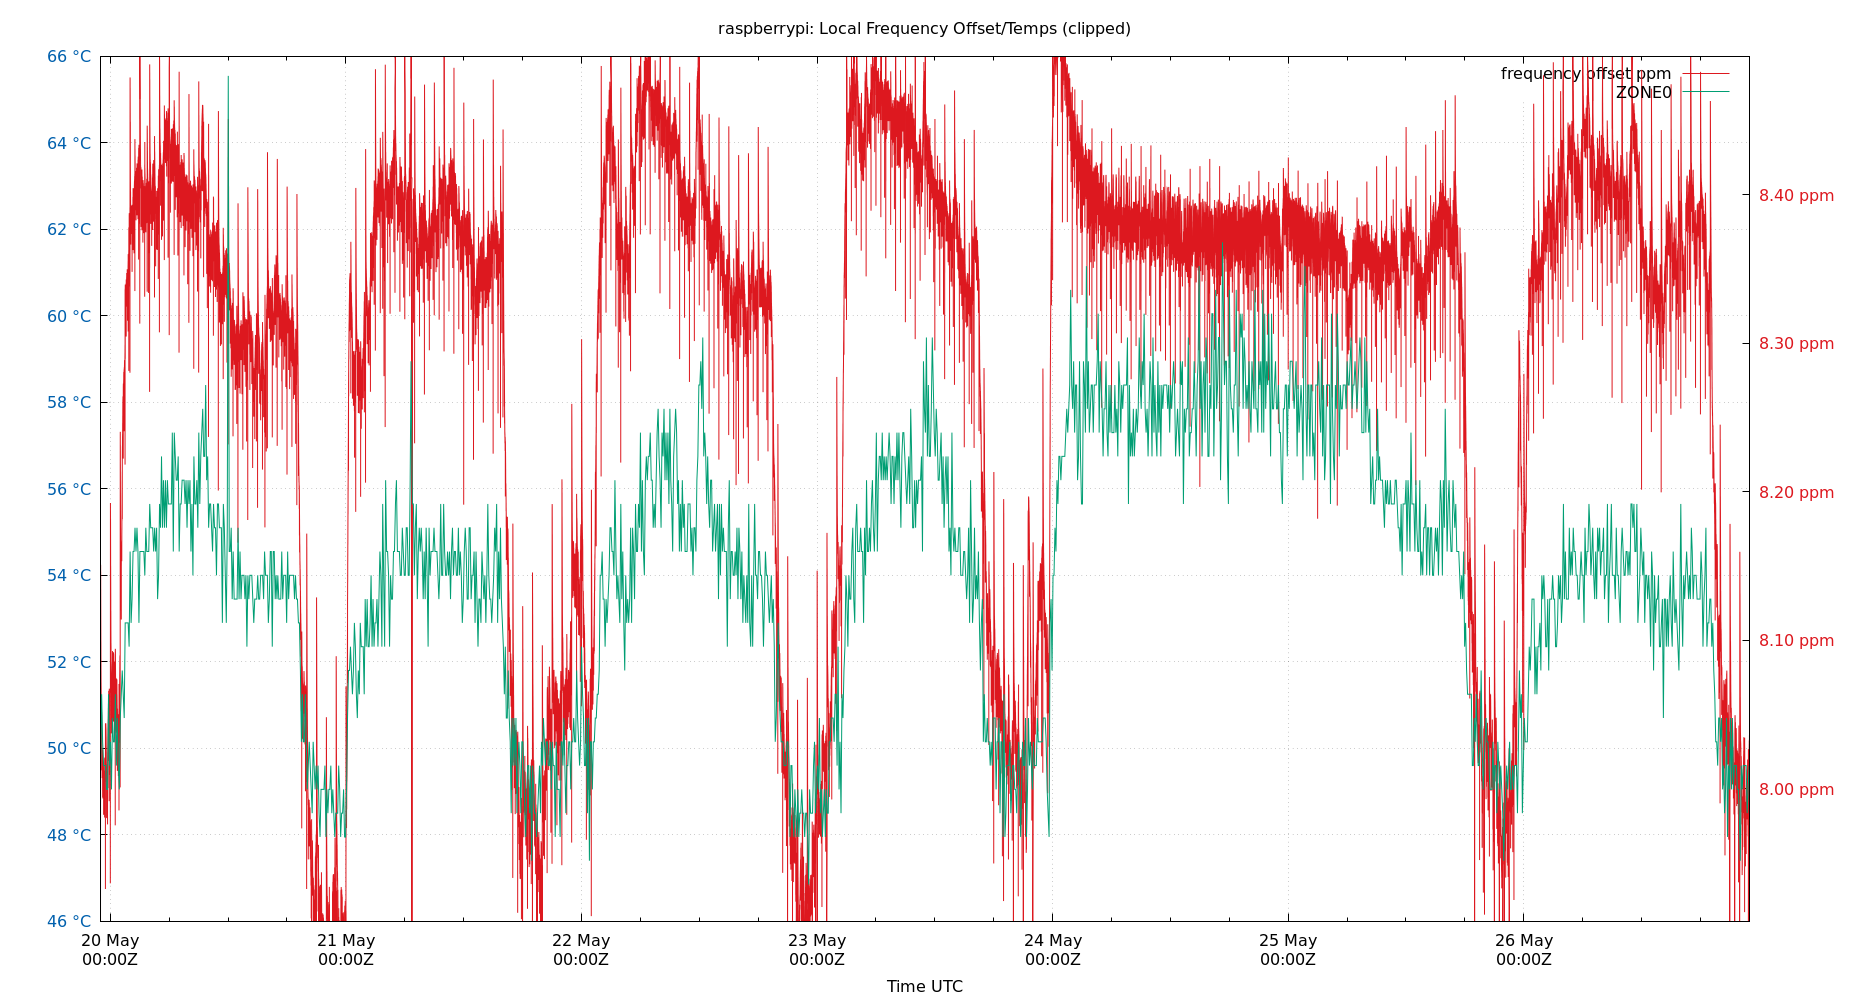 raspberrypi: Local Frequency Offset/Temps (clipped)
66 °C
64 °C
62 °C
60 °C
58 °C
56 °C
54 °C
52 °C
50 °C
48 °C
46 °C
frequency offset ppm
ZONE0
8.40 ppm
8.30 ppm
8.20 ppm
8.10 ppm
8.00 ppm
20 May 21 May 22 May 23 May 24 May 25 May 26 May
00:00Z 00:00Z 00:00Z 00:00Z 00:00Z 00:00Z 00:00Z
Time UTC